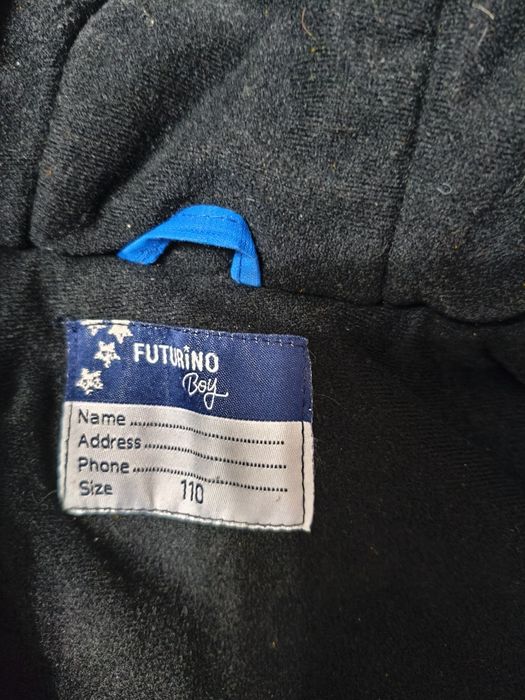 FUTURiNO
Boy
Name
Address
Phone
Size 110